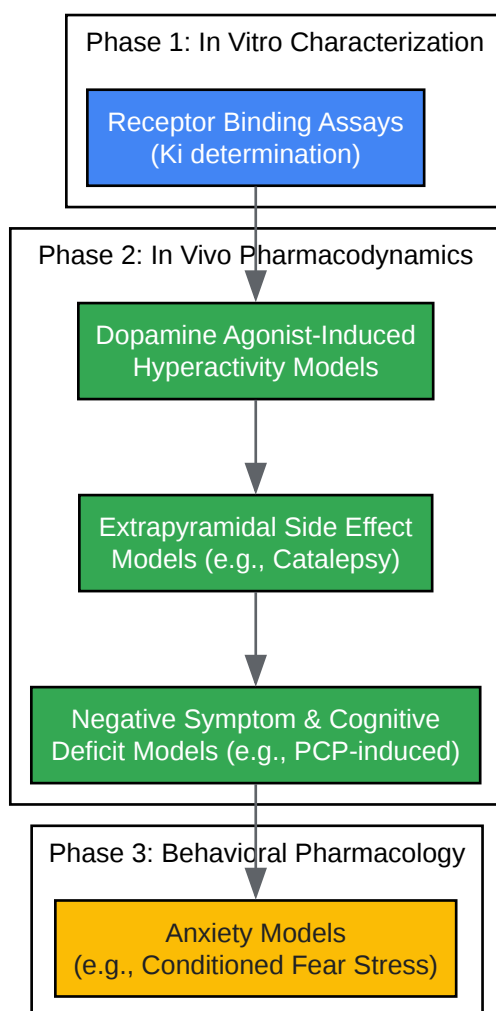 Phase 1: In Vitro Characterization
Receptor Binding Assays
(Ki determination)
Phase 2: In Vivo Pharmacodynamics
Dopamine Agonist-Induced
Hyperactivity Models
Extrapyramidal Side Effect
Models (e.g., Catalepsy)
Negative Symptom & Cognitive
Deficit Models (e.g., PCP-induced)
Phase 3: Behavioral Pharmacology
Anxiety Models
(e.g., Conditioned Fear Stress)